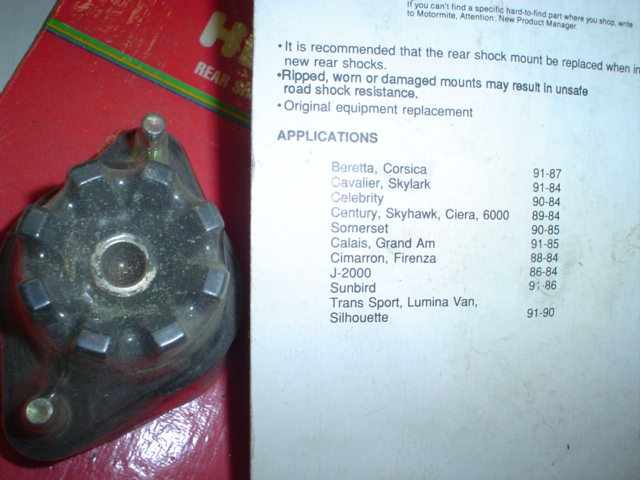 If you can't find a specific hard-to-find part where you shop, write
to Motormite, Attention: New Product Manager.
•It is recommended that the rear shock mount be replaced when in
new rear shocks.
•Ripped, worn or damaged mounts may result in unsafe
road shock resistance.
•Original equipment replacement
APPLICATIONS
Beretta, Corsica 91-87
Cavalier, Skylark 91-84
Celebrity 90-84
Century, Skyhawk, Ciera, 6000 89-84
Somerset 90-85
Calais, Grand Am 91-85
Cimarron, Firenza 88-84
J-2000 86-84
Sunbird 91-86
Trans Sport, Lumina Van,
Silhouette 91-90
REAR